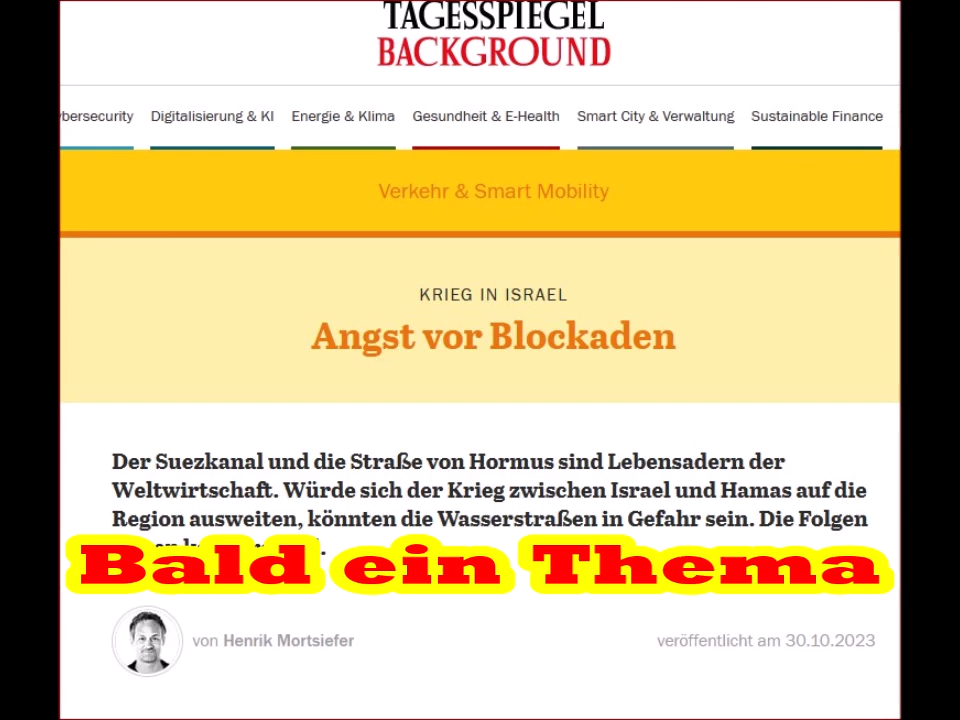 TAGESSPIEGEL
BACKGROUND
ybersecurity Digitalisierung & KI Energie & Klima Gesundheit & E-Health Smart City & Verwaltung Sustainable Finance
Verkehr & Smart Mobility
KRIEG IN ISRAEL
Angst vor Blockaden
Der Suezkanal und die Straße von Hormus sind Lebensadern der
Weltwirtschaft. Würde sich der Krieg zwischen Israel und Hamas auf die
Region ausweiten, könnten die Wasserstraßen in Gefahr sein. Die Folgen
Bald ein Thema
von Henrik Mortsiefer veröffentlicht am 30.10.2023